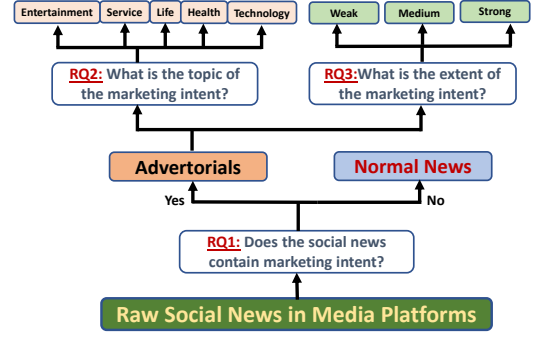 Entertainment Service Life Health Technology Weak Medium Strong
RQ2: What is the topic of
the marketing intent?
RQ3:What is the extent of
the marketing intent?
Advertorials Normal News
Yes No
RQ1: Does the social news
contain marketing intent?
Raw Social News in Media Platforms